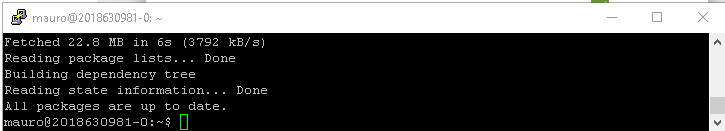 mauro@2018630981-0: ~
Fetched 22.8 MB in 6s (3792 kB/s)
Reading package lists... Done
Building dependency tree
Reading state information... Done
All packages are up to date.
mauro@2018630981-0:~$